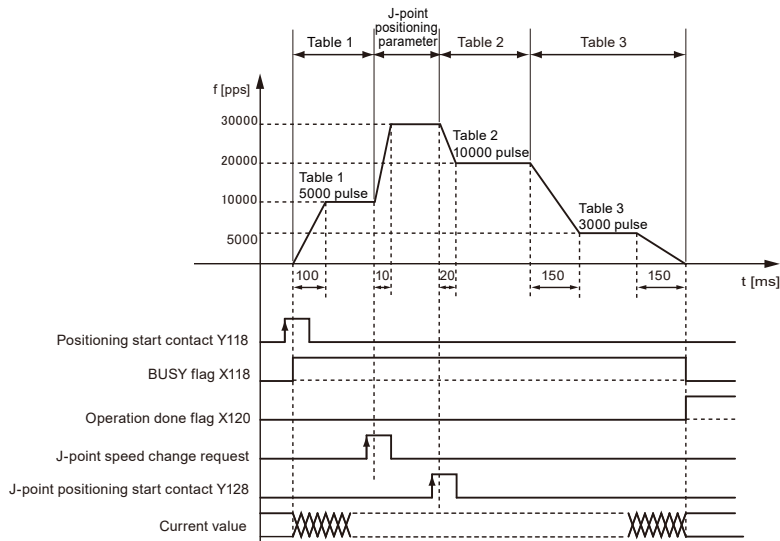 J-point
positioning
parameter
Table 1
Table 2
Table 3
f [pps]
30000
20000
10000
5000
Table 1
5000 pulse
Table 2
10000 pulse
Table 3
3000 pulse
100
10
20
150
150
t [ms]
Positioning start contact Y118
BUSY flag X118
Operation done flag X120
J-point speed change request
J-point positioning start contact Y128
Current value